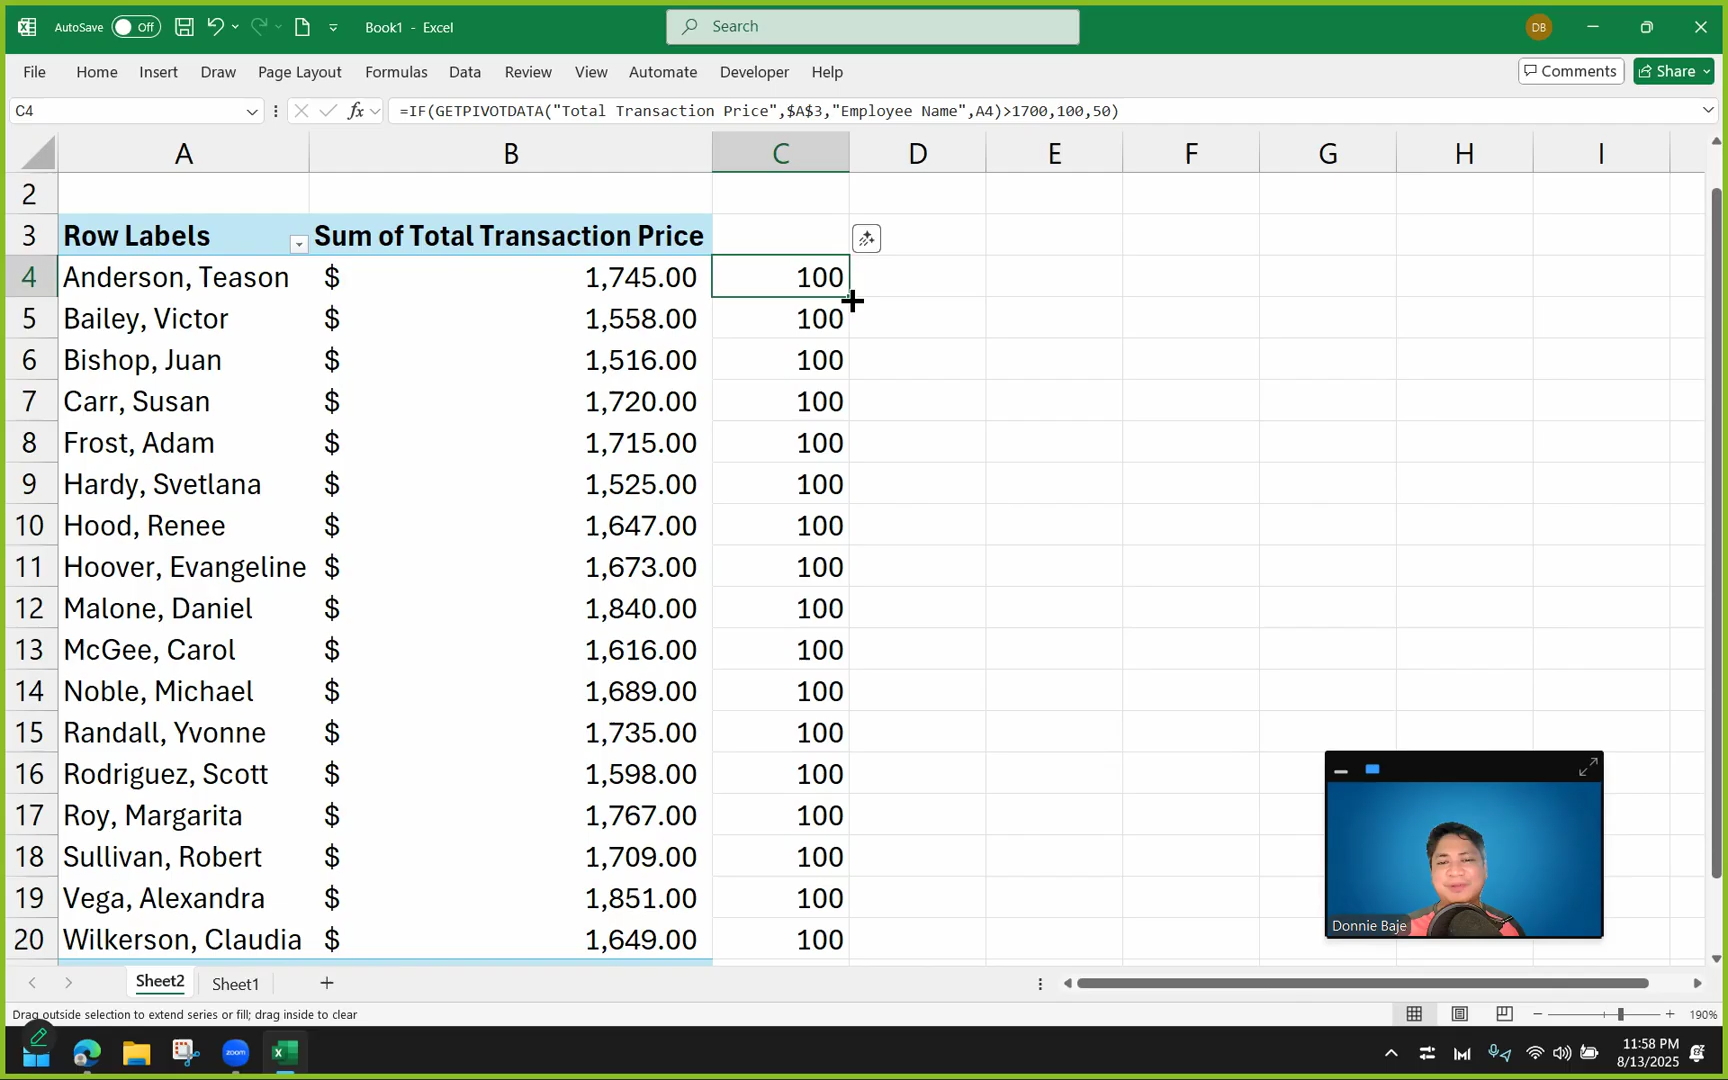 AutoSave Off Book1 - Excel Search DB
File Home Insert Draw Page Layout Formulas Data Review View Automate Developer Help Comments Share
C4 fx =IF(GETPIVOTDATA("Total Transaction Price",$A$3,"Employee Name",A4)>1700,100,50)
A B C D E F G H I
2
3 Row Labels Sum of Total Transaction Price
4 Anderson, Teason $ 1,745.00 100
5 Bailey, Victor $ 1,558.00 100
6 Bishop, Juan $ 1,516.00 100
7 Carr, Susan $ 1,720.00 100
8 Frost, Adam $ 1,715.00 100
9 Hardy, Svetlana $ 1,525.00 100
10 Hood, Renee $ 1,647.00 100
11 Hoover, Evangeline $ 1,673.00 100
12 Malone, Daniel $ 1,840.00 100
13 McGee, Carol $ 1,616.00 100
14 Noble, Michael $ 1,689.00 100
15 Randall, Yvonne $ 1,735.00 100
16 Rodriguez, Scott $ 1,598.00 100
17 Roy, Margarita $ 1,767.00 100
18 Sullivan, Robert $ 1,709.00 100
19 Vega, Alexandra $ 1,851.00 100
20 Wilkerson, Claudia $ 1,649.00 100
Donnie Baje
Sheet2 Sheet1
Drag outside selection to extend series or fill; drag inside to clear 190%
zoom 11:58 PM
8/13/2025